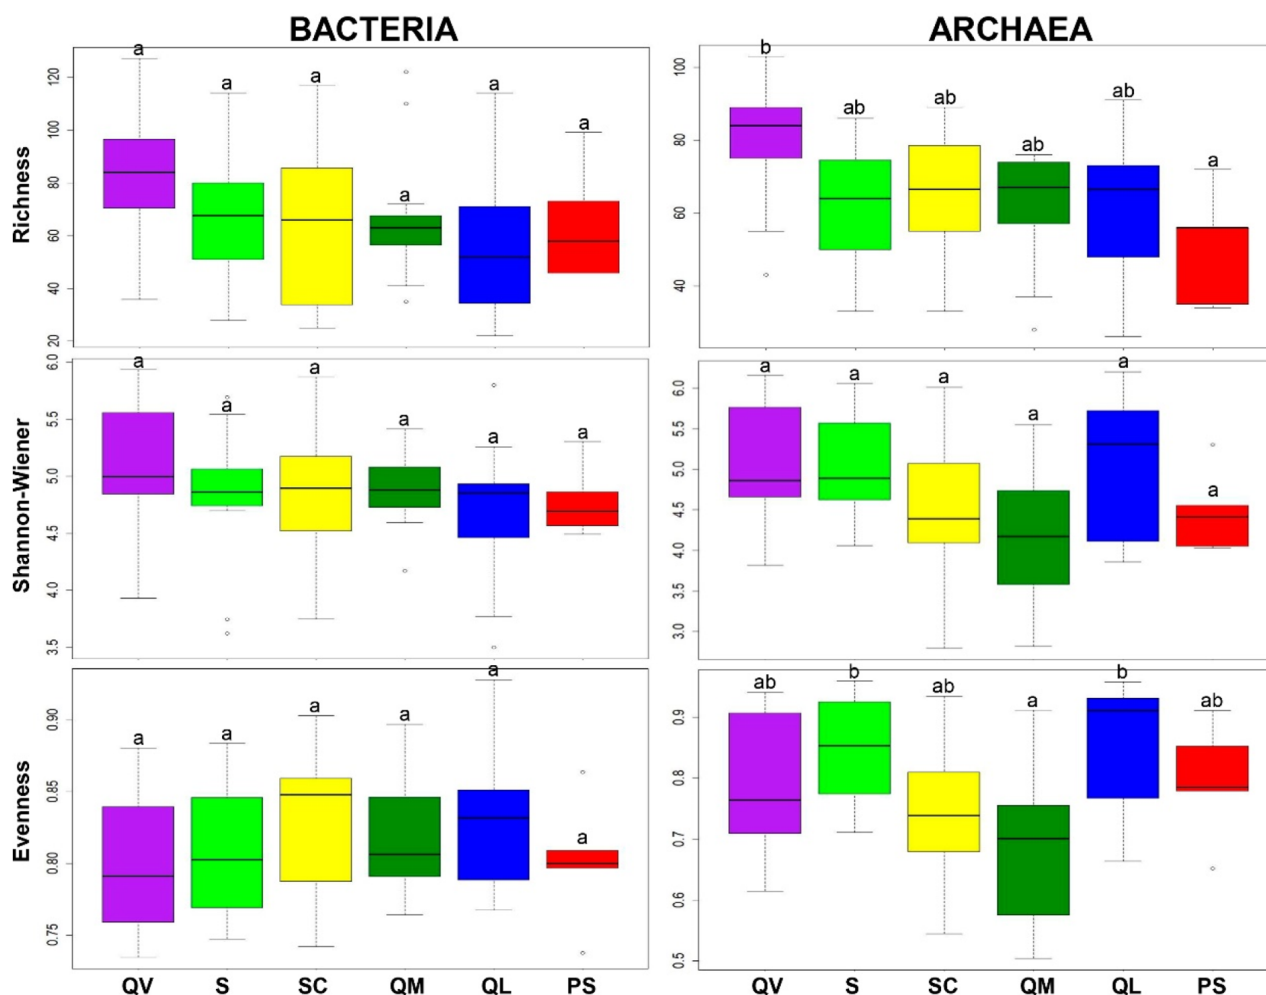 BACTERIA
ARCHAEA
Richness
120
100
80
60
40
20
a
a
a
a
a
a
100
80
60
40
b
ab
ab
ab
ab
a
Shannon-Wiener
6.0
5.5
5.0
4.5
4.0
3.5
a
a
a
a
a
a
6.0
5.5
5.0
4.5
4.0
3.5
3.0
a
a
a
a
a
a
Evenness
0.90
0.85
0.80
0.75
a
a
a
a
a
a
0.9
0.8
0.7
0.6
0.5
ab
b
ab
a
b
ab
QV S SC QM QL PS
QV S SC QM QL PS